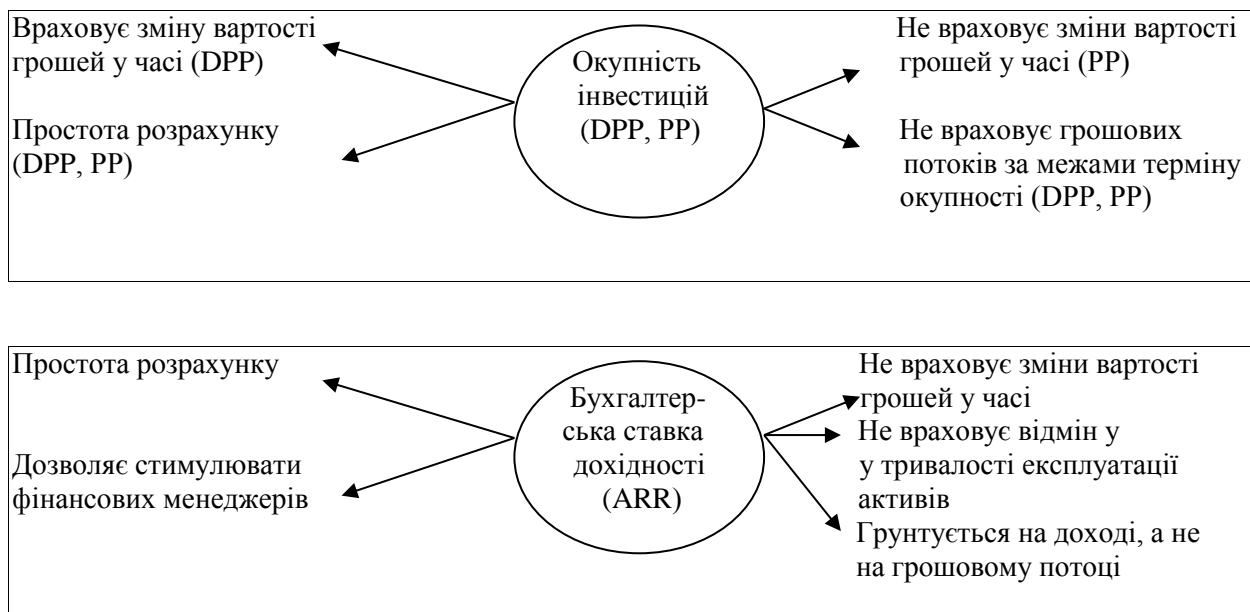 Враховує зміну вартості
грошей у часі (DPP)
Простота розрахунку
(DPP, PP)
Окупність
інвестицій
(DPP, PP)
Не враховує зміни вартості
грошей у часі (PP)
Не враховує грошових
потоків за межами терміну
окупності (DPP, PP)
Простота розрахунку
Дозволяє стимулювати
фінансових менеджерів
Бухгалтер-
ська ставка
дохідності
(ARR)
Не враховує зміни вартості
грошей у часі
Не враховує відмін у
у тривалості експлуатації
активів
Грунтується на доході, а не
на грошовому потоці